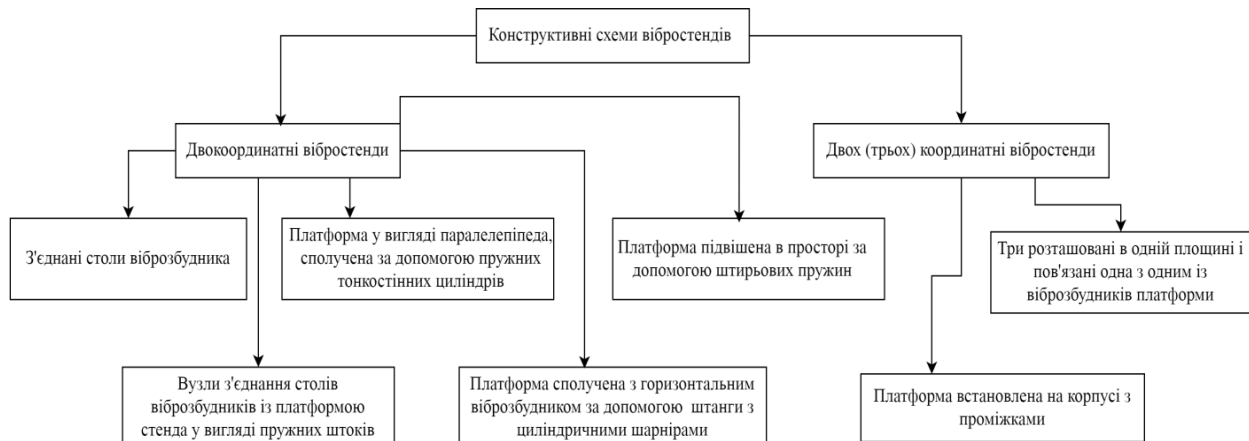 Конструктивні схеми вібростендів
Двокоординатні вібростенди
Двох (трьох) координатні вібростенди
З'єднані столи віброзбудника
Платформа у вигляді паралелепіпеда,
сполучена за допомогою пружних
тонкостінних циліндрів
Платформа підвішена в просторі за
допомогою штирьових пружин
Три розташовані в одній площині і
пов'язані одна з одним із
віброзбудників платформи
Вузли з'єднання столів
віброзбудників із платформою
стенда у вигляді пружних штоків
Платформа сполучена з горизонтальним
віброзбудником за допомогою штанги з
циліндричними шарнірами
Платформа встановлена на корпусі з
проміжками